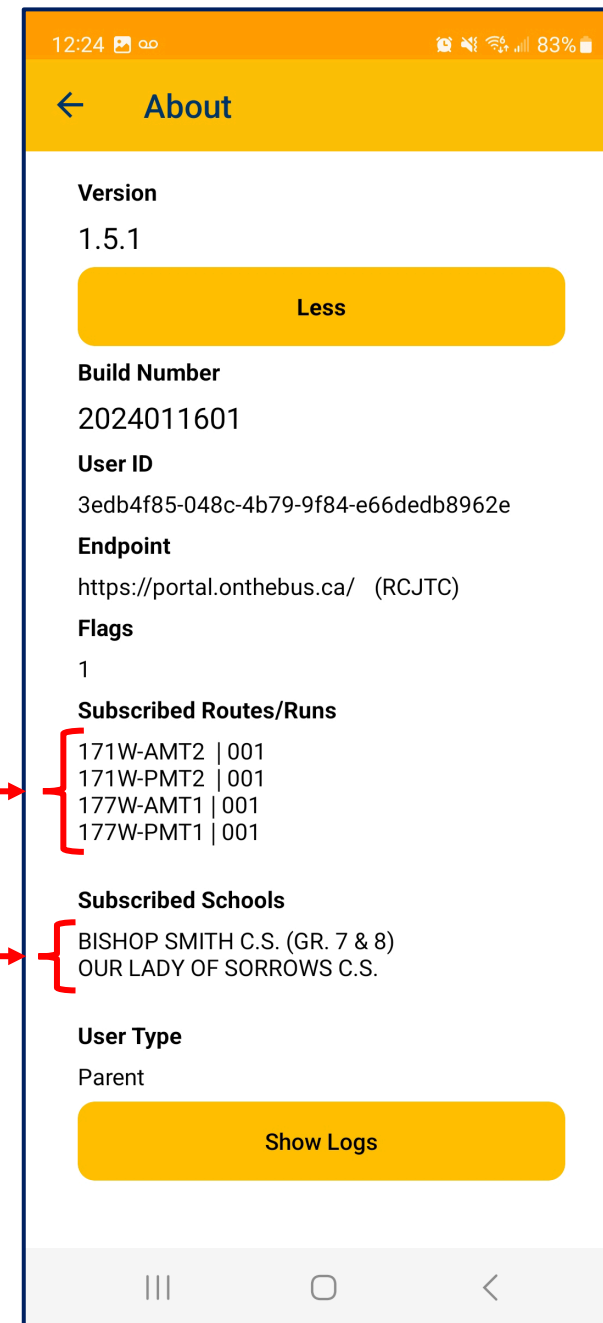 12:24 83%
About
Version
1.5.1
Less
Build Number
2024011601
User ID
3edb4f85-048c-4b79-9f84-e66dedb8962e
Endpoint
https://portal.onthebus.ca/ (RCJTC)
Flags
1
Subscribed Routes/Runs
171W-AMT2 | 001
171W-PMT2 | 001
177W-AMT1 | 001
177W-PMT1 | 001
Subscribed Schools
BISHOP SMITH C.S. (GR. 7 & 8)
OUR LADY OF SORROWS C.S.
User Type
Parent
Show Logs